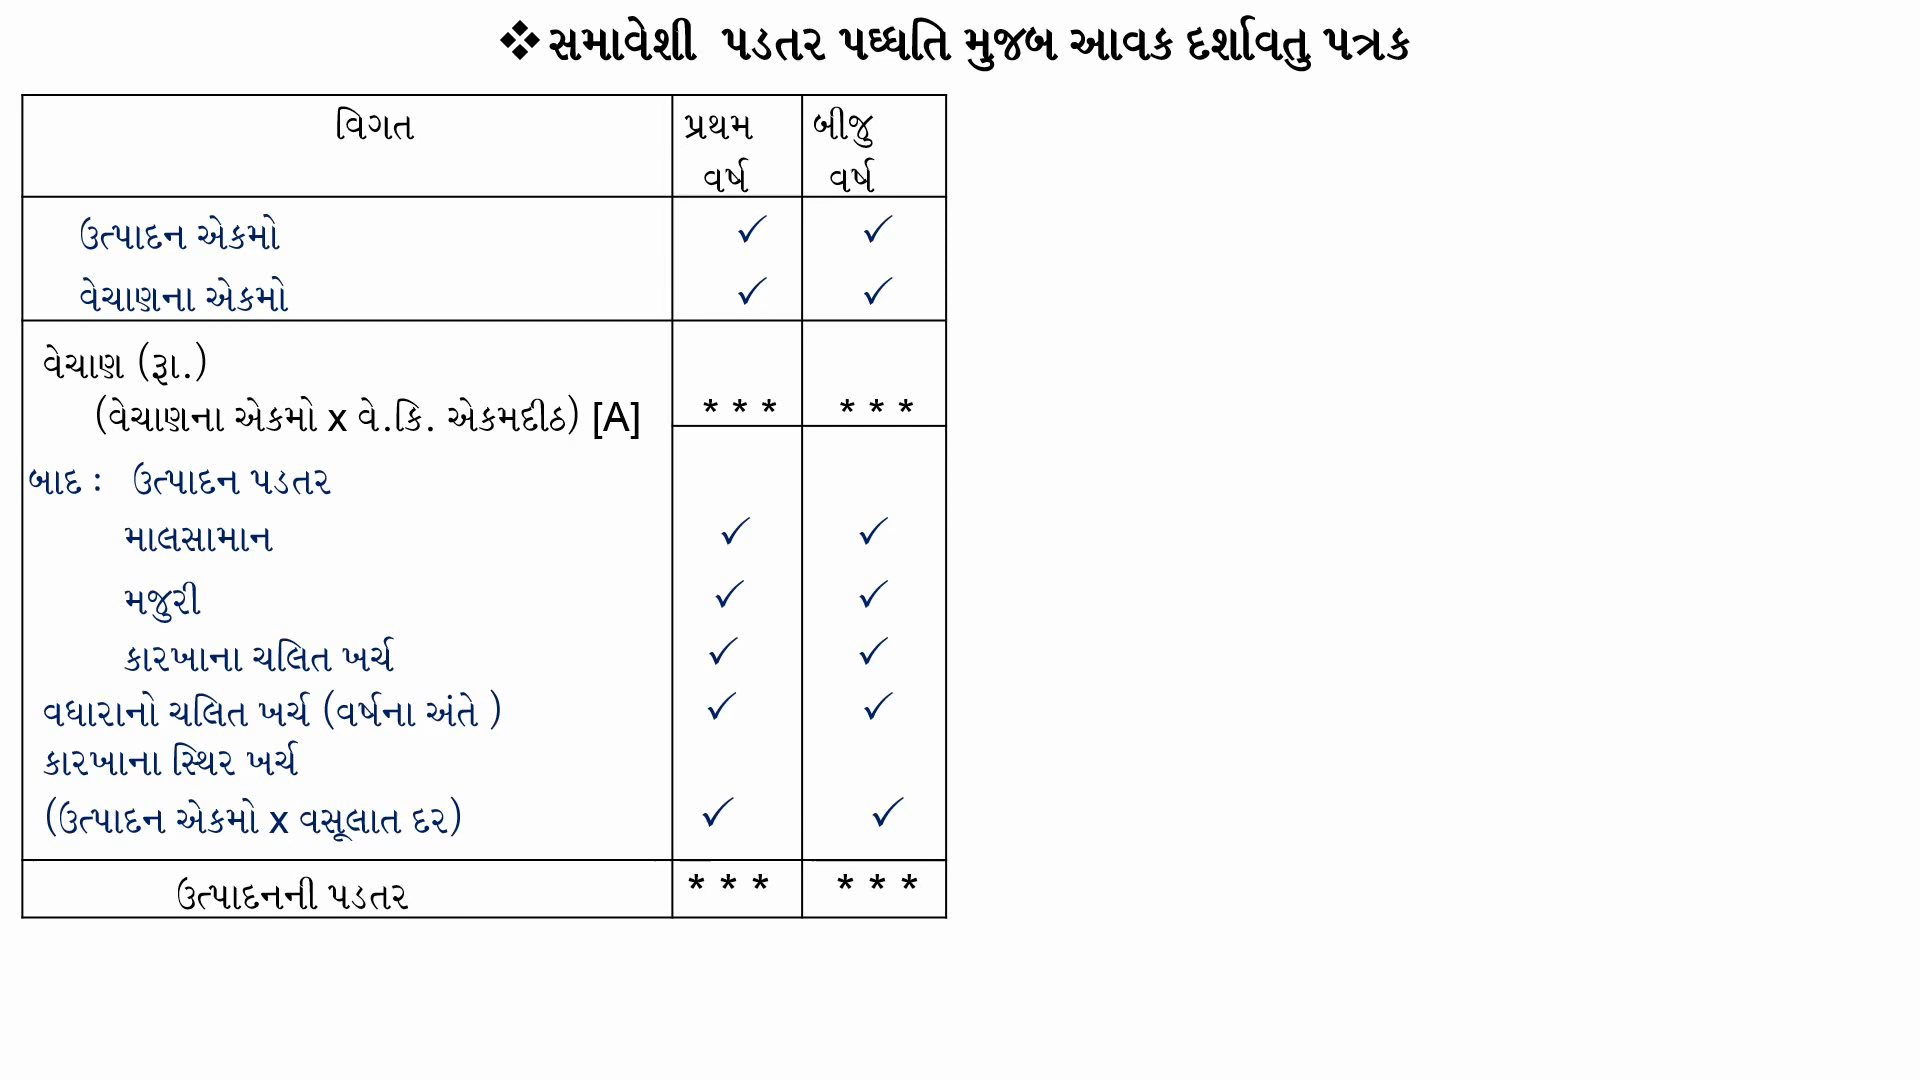 ❖ સમાવેશી પડતર પધ્ધતિ મુજબ આવક દર્શાવતુ પત્રક
વિગત પ્રથમ વર્ષ બીજુ વર્ષ
ઉત્પાદન એકમો ✓ ✓
વેચાણના એકમો ✓ ✓
વેચાણ (રૂા.)
(વેચાણના એકમો x વે.કિ. એકમદીઠ) [A] * * * * * *
બાદ : ઉત્પાદન પડતર
માલસામાન ✓ ✓
મજુરી ✓ ✓
કારખાના ચલિત ખર્ચ ✓ ✓
વધારાનો ચલિત ખર્ચ (વર્ષના અંતે ) ✓ ✓
કારખાના સ્થિર ખર્ચ
(ઉત્પાદન એકમો x વસૂલાત દર) ✓ ✓
ઉત્પાદનની પડતર * * * * * *